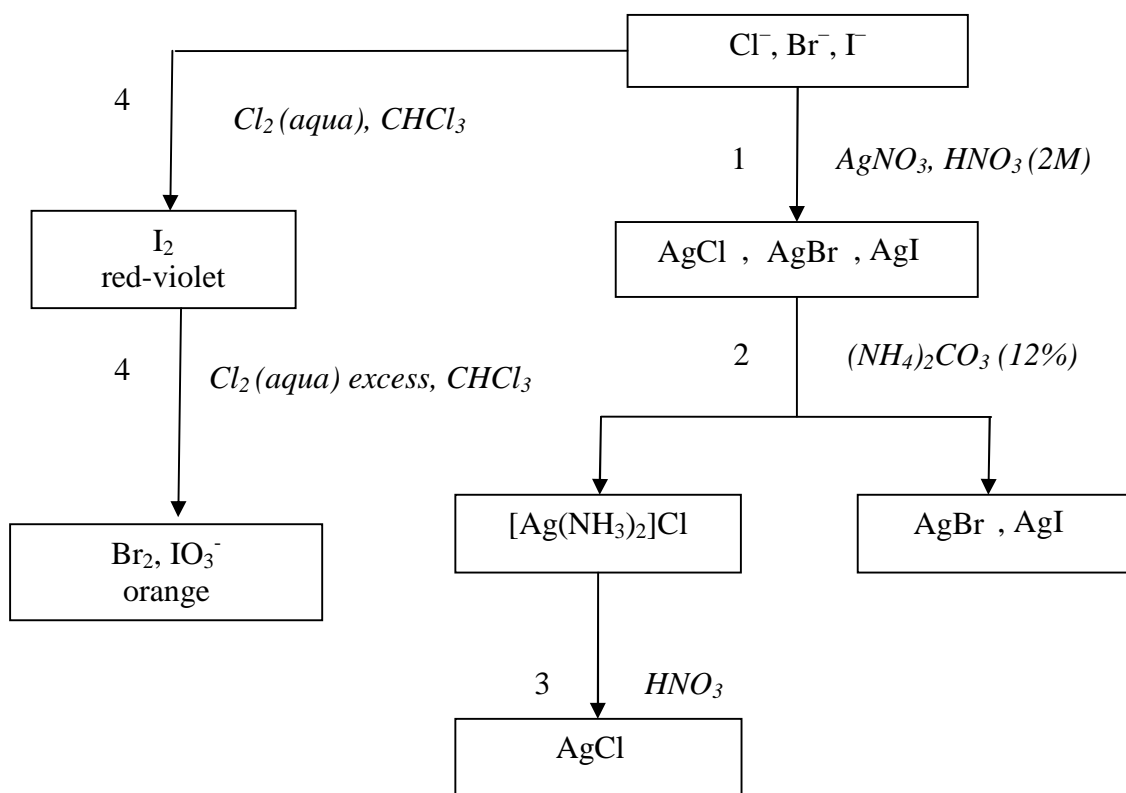 Cl⁻, Br⁻, I⁻
4
Cl₂ (aqua), CHCl₃
1
AgNO₃, HNO₃ (2M)
I₂
red-violet
AgCl , AgBr , AgI
4
Cl₂ (aqua) excess, CHCl₃
2
(NH₄)₂CO₃ (12%)
[Ag(NH₃)₂]Cl
AgBr , AgI
Br₂, IO₃⁻
orange
3
HNO₃
AgCl